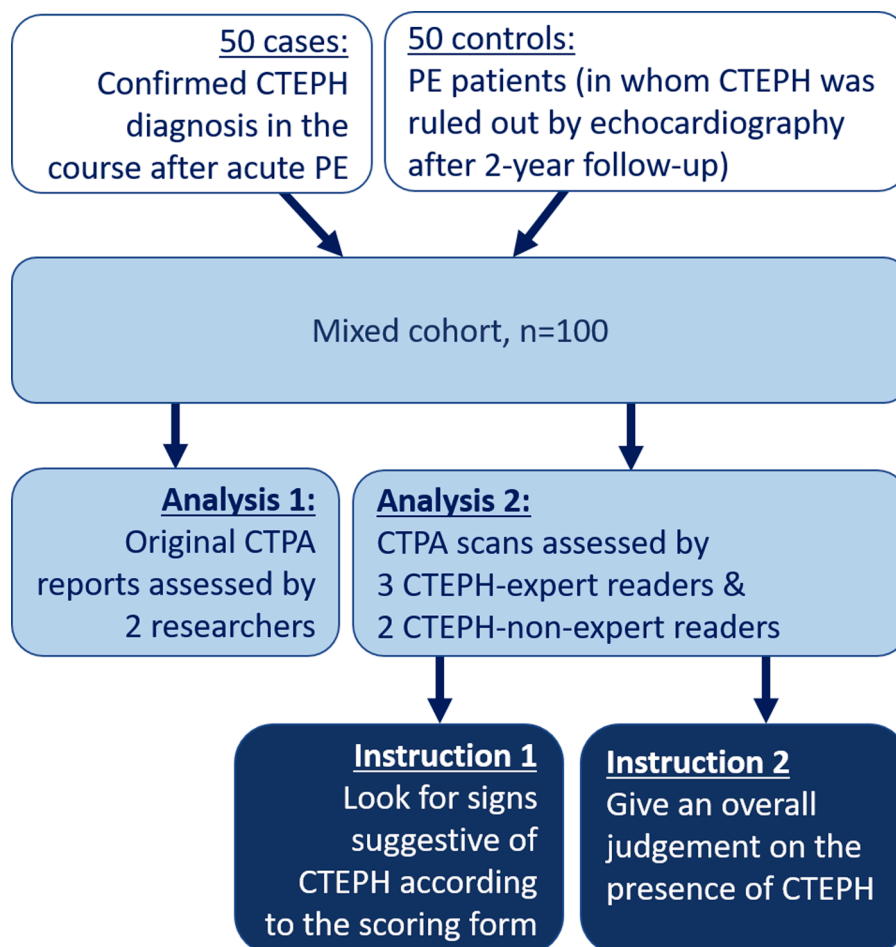 50 cases:
Confirmed CTEPH
diagnosis in the
course after acute PE
50 controls:
PE patients (in whom CTEPH was
ruled out by echocardiography
after 2-year follow-up)
Mixed cohort, n=100
Analysis 1:
Original CTPA
reports assessed by
2 researchers
Analysis 2:
CTPA scans assessed by
3 CTEPH-expert readers &
2 CTEPH-non-expert readers
Instruction 1
Look for signs
suggestive of
CTEPH according
to the scoring form
Instruction 2
Give an overall
judgement on the
presence of CTEPH